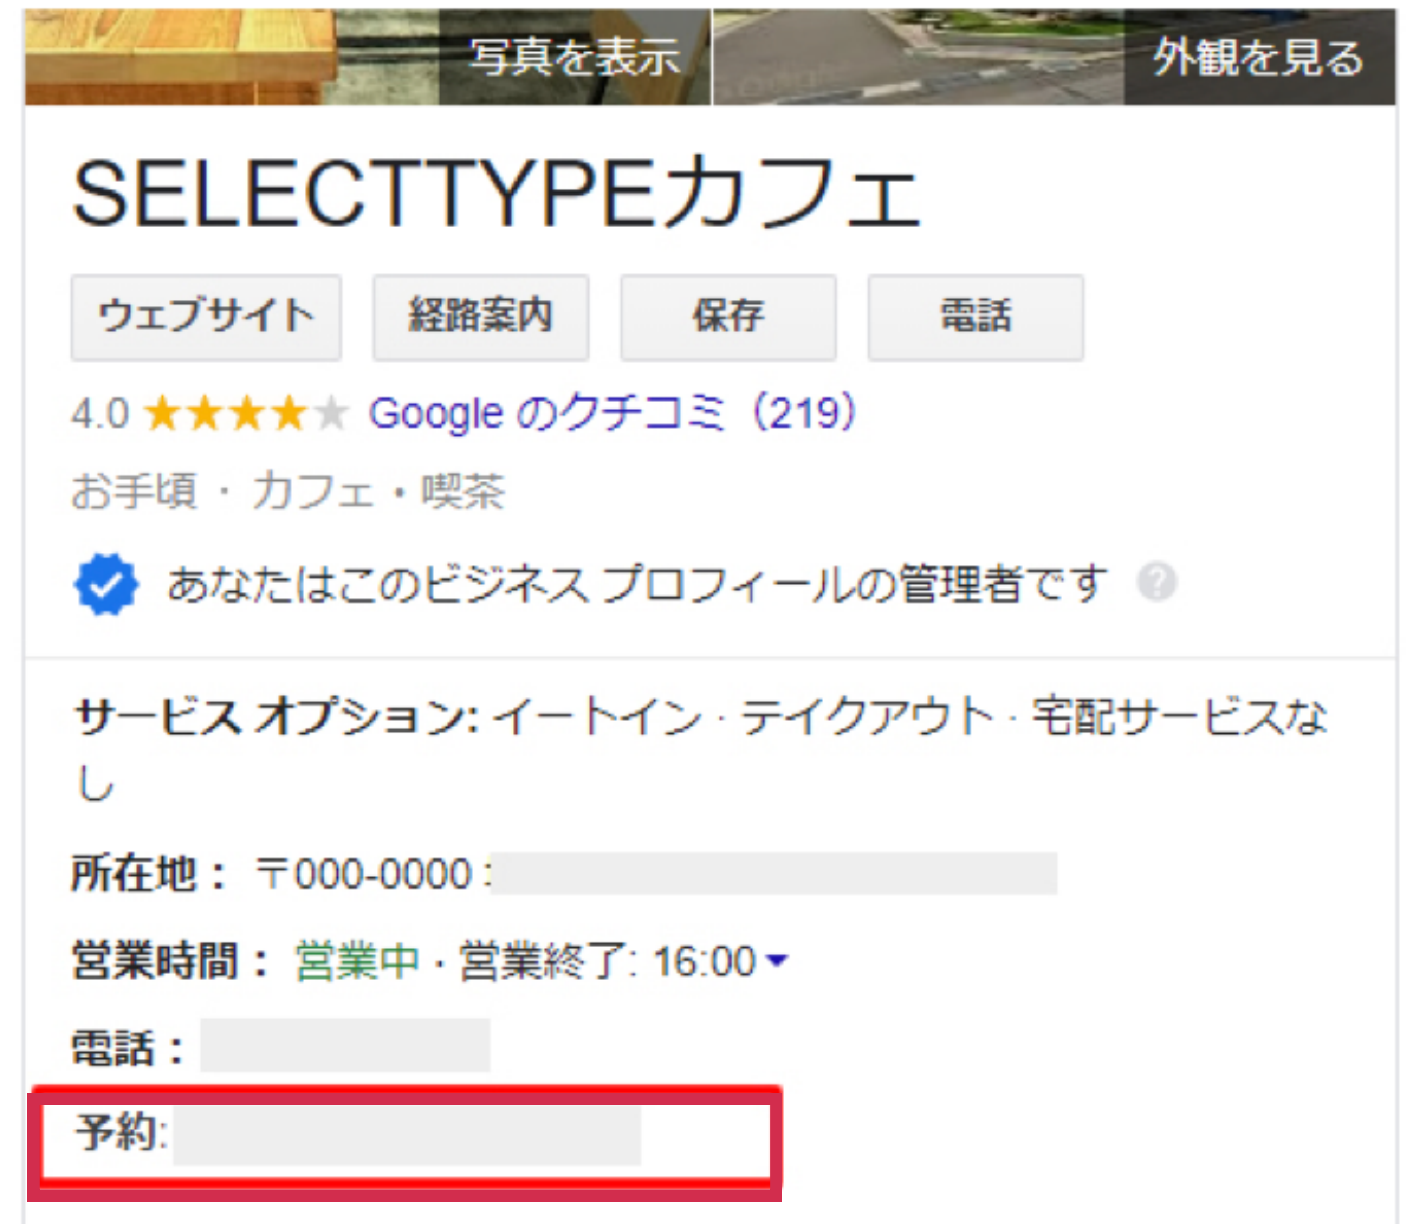 写真を表示
外観を見る
SELECTTYPEカフェ
ウェブサイト
経路案内
保存
電話
4.0 ★★★★★ Google のクチコミ（219）
お手頃 · カフェ・喫茶
あなたはこのビジネス プロフィールの管理者です ?
サービス オプション: イートイン · テイクアウト · 宅配サービスな
し
所在地： 〒000-0000
営業時間： 営業中 · 営業終了: 16:00
電話：
予約: